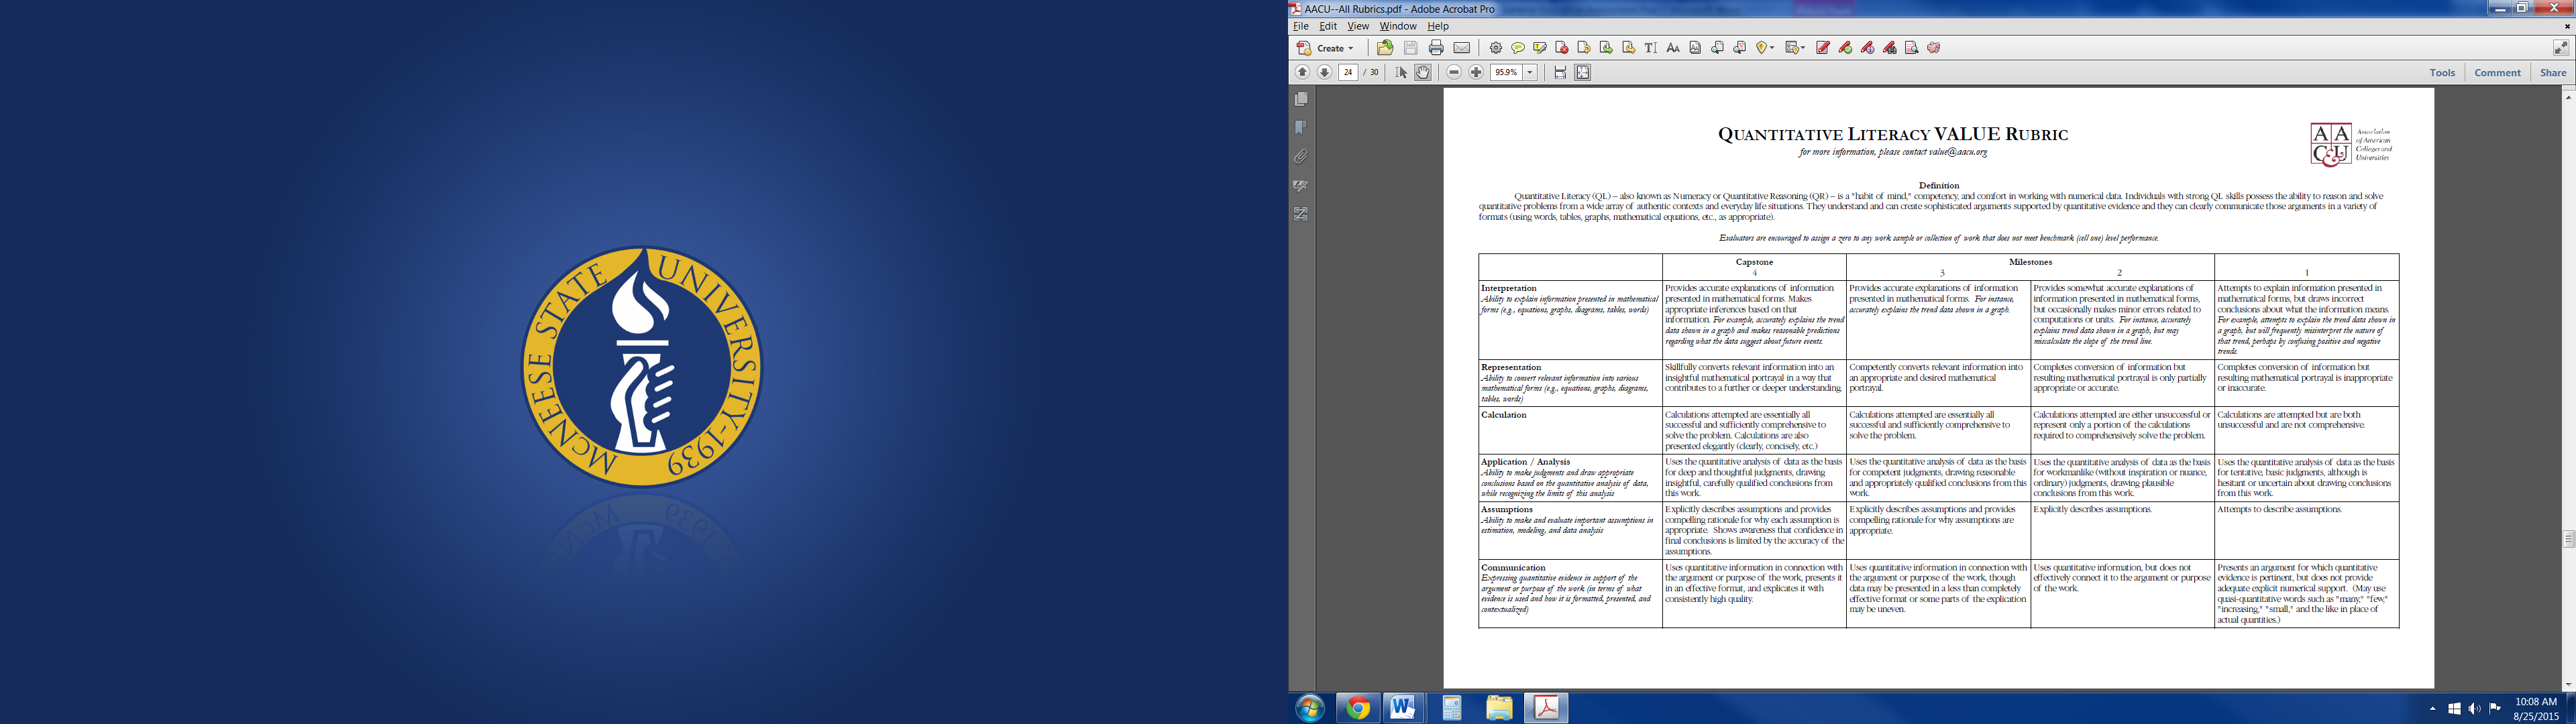 MCNEESE STATE UNIVERSITY-1939
AACU--All Rubrics.pdf - Adobe Acrobat Pro
File Edit View Window Help
Create
24 / 30 95.9% Tools Comment Share
QUANTITATIVE LITERACY VALUE RUBRIC
for more information, please contact value@aacu.org
AA
C&U
Association
of American
Colleges and
Universities
Definition
Quantitative Literacy (QL) – also known as Numeracy or Quantitative Reasoning (QR) – is a "habit of mind," competency, and comfort in working with numerical data. Individuals with strong QL skills possess the ability to reason and solve
quantitative problems from a wide array of authentic contexts and everyday life situations. They understand and can create sophisticated arguments supported by quantitative evidence and they can clearly communicate those arguments in a variety of
formats (using words, tables, graphs, mathematical equations, etc., as appropriate).
Evaluators are encouraged to assign a zero to any work sample or collection of work that does not meet benchmark (cell one) level performance.
Capstone
4
Milestones
3 2
1
Interpretation
Ability to explain information presented in mathematical
forms (e.g., equations, graphs, diagrams, tables, words)
Provides accurate explanations of information
presented in mathematical forms. Makes
appropriate inferences based on that
information. For example, accurately explains the trend
data shown in a graph and makes reasonable predictions
regarding what the data suggest about future events.
Provides accurate explanations of information
presented in mathematical forms. For instance,
accurately explains the trend data shown in a graph.
Provides somewhat accurate explanations of
information presented in mathematical forms,
but occasionally makes minor errors related to
computations or units. For instance, accurately
explains trend data shown in a graph, but may
miscalculate the slope of the trend line.
Attempts to explain information presented in
mathematical forms, but draws incorrect
conclusions about what the information means.
For example, attempts to explain the trend data shown in
a graph, but will frequently misinterpret the nature of
that trend, perhaps by confusing positive and negative
trends.
Representation
Ability to convert relevant information into various
mathematical forms (e.g., equations, graphs, diagrams,
tables, words)
Skillfully converts relevant information into an
insightful mathematical portrayal in a way that
contributes to a further or deeper understanding.
Competently converts relevant information into
an appropriate and desired mathematical
portrayal.
Completes conversion of information but
resulting mathematical portrayal is only partially
appropriate or accurate.
Completes conversion of information but
resulting mathematical portrayal is inappropriate
or inaccurate.
Calculation
Calculations attempted are essentially all
successful and sufficiently comprehensive to
solve the problem. Calculations are also
presented elegantly (clearly, concisely, etc.)
Calculations attempted are essentially all
successful and sufficiently comprehensive to
solve the problem.
Calculations attempted are either unsuccessful or
represent only a portion of the calculations
required to comprehensively solve the problem.
Calculations are attempted but are both
unsuccessful and are not comprehensive.
Application / Analysis
Ability to make judgments and draw appropriate
conclusions based on the quantitative analysis of data,
while recognizing the limits of this analysis
Uses the quantitative analysis of data as the basis
for deep and thoughtful judgments, drawing
insightful, carefully qualified conclusions from
this work.
Uses the quantitative analysis of data as the basis
for competent judgments, drawing reasonable
and appropriately qualified conclusions from this
work.
Uses the quantitative analysis of data as the basis
for workmanlike (without inspiration or nuance,
ordinary) judgments, drawing plausible
conclusions from this work.
Uses the quantitative analysis of data as the basis
for tentative, basic judgments, although is
hesitant or uncertain about drawing conclusions
from this work.
Assumptions
Ability to make and evaluate important assumptions in
estimation, modeling, and data analysis
Explicitly describes assumptions and provides
compelling rationale for why each assumption is
appropriate. Shows awareness that confidence in
final conclusions is limited by the accuracy of the
assumptions.
Explicitly describes assumptions and provides
compelling rationale for why assumptions are
appropriate.
Explicitly describes assumptions.
Attempts to describe assumptions.
Communication
Expressing quantitative evidence in support of the
argument or purpose of the work (in terms of what
evidence is used and how it is formatted, presented, and
contextualized)
Uses quantitative information in connection with
the argument or purpose of the work, presents it
in an effective format, and explicates it with
consistently high quality.
Uses quantitative information in connection with
the argument or purpose of the work, though
data may be presented in a less than completely
effective format or some parts of the explication
may be uneven.
Uses quantitative information, but does not
effectively connect it to the argument or purpose
of the work.
Presents an argument for which quantitative
evidence is pertinent, but does not provide
adequate explicit numerical support. (May use
quasi-quantitative words such as "many," "few,"
"increasing," "small," and the like in place of
actual quantities.)
10:08 AM
8/25/2015